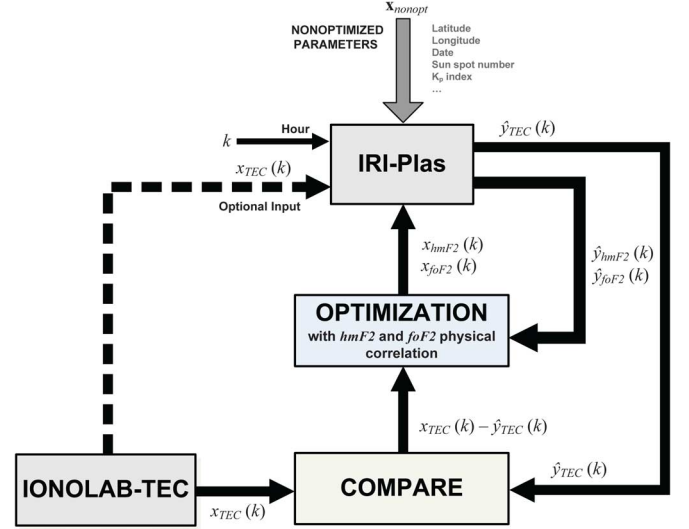 x_nonopt
NONOPTIMIZED
PARAMETERS
Latitude
Longitude
Date
Sun spot number
K_p index
...
Hour
k
x_TEC (k)
Optional Input
IRI-Plas
ŷ_TEC (k)
x_hmF2 (k)
x_foF2 (k)
ŷ_hmF2 (k)
ŷ_foF2 (k)
OPTIMIZATION
with hmF2 and foF2 physical
correlation
x_TEC (k) − ŷ_TEC (k)
IONOLAB-TEC
x_TEC (k)
COMPARE
ŷ_TEC (k)